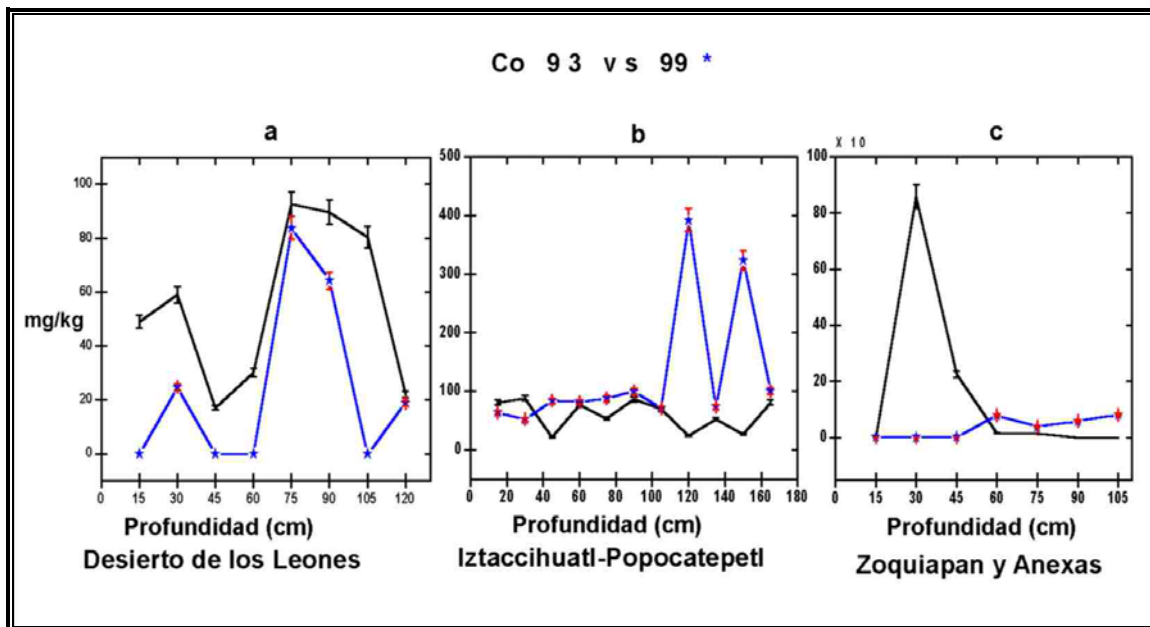 Co 93 vs 99 *
a
b
c
X 10
mg/kg
100
80
60
40
20
0
0 15 30 45 60 75 90 105 120
Profundidad (cm)
Desierto de los Leones
500
400
300
200
100
0
0 20 40 60 80 100 120 140 160 180
Profundidad (cm)
Iztaccihuatl-Popocatepetl
100
80
60
40
20
0
0 15 30 45 60 75 90 105
Profundidad (cm)
Zoquiapan y Anexas